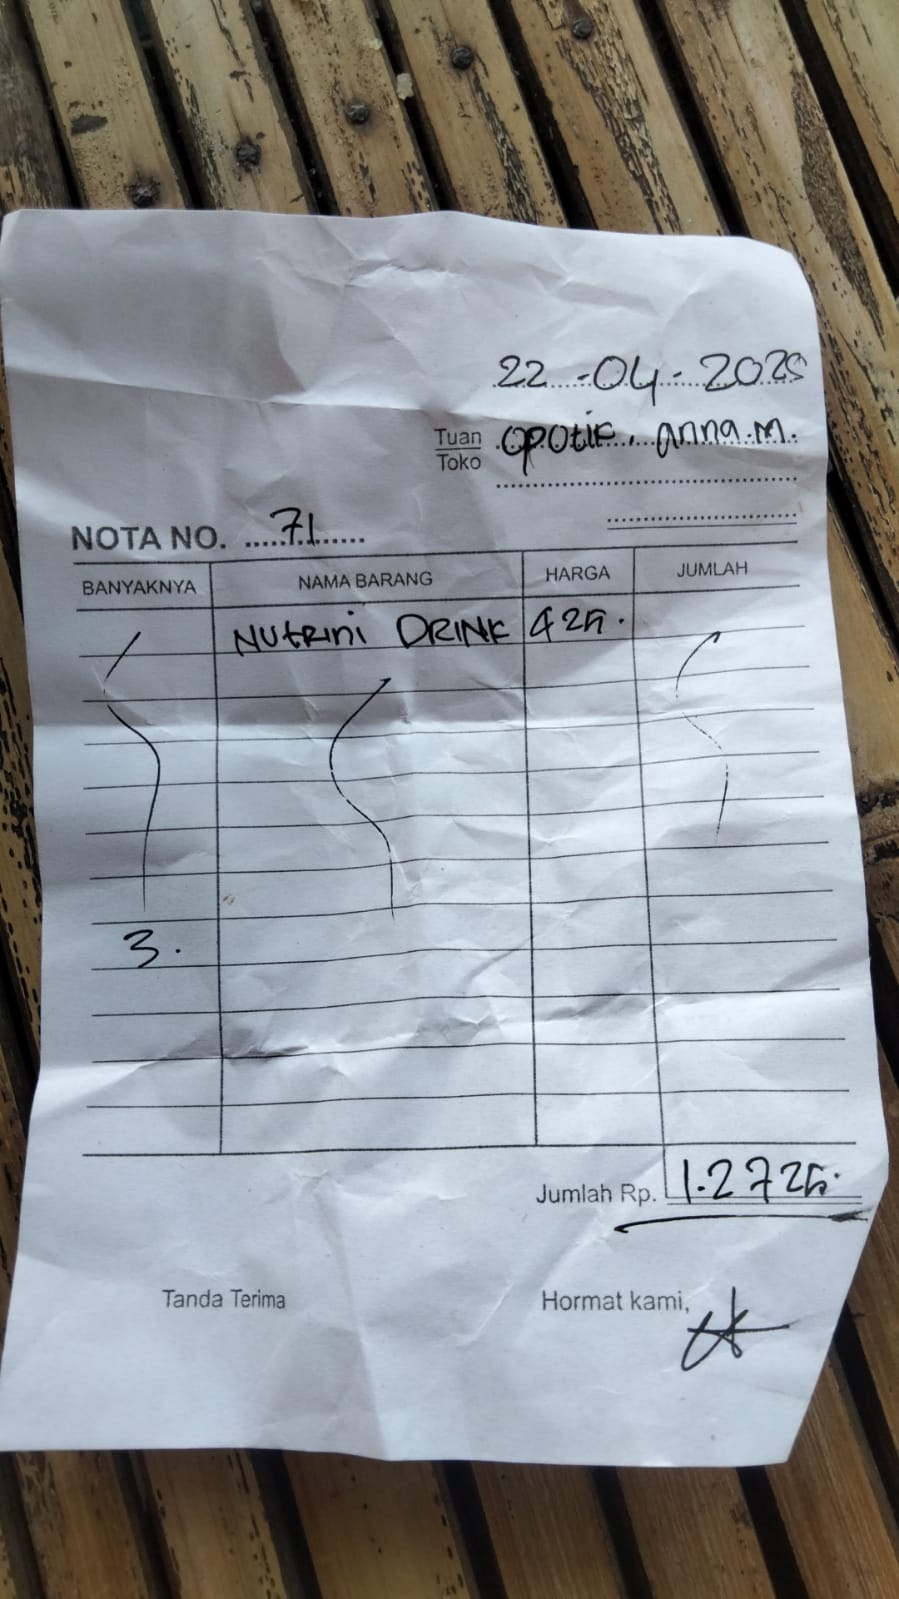 22-04-2025
Tuan
Toko
OPOtiK. anna.m.
NOTA NO. 71
BANYAKNYA NAMA BARANG HARGA JUMLAH
NUtRINi DRINK 425.
3.
Jumlah Rp. 1.2725.
Tanda Terima Hormat kami,